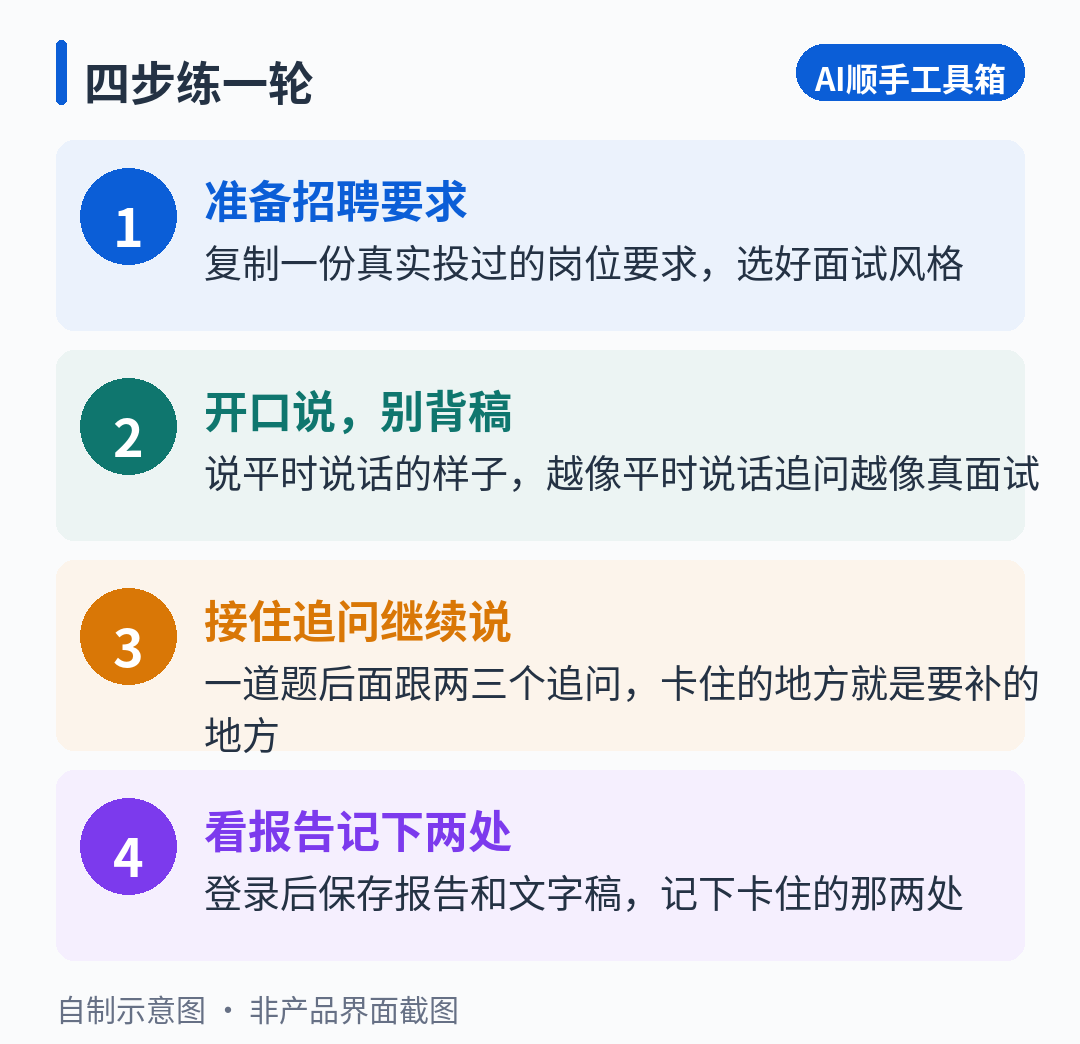 四步练一轮
AI顺手工具箱
1
准备招聘要求
复制一份真实投过的岗位要求，选好面试风格
2
开口说，别背稿
说平时说话的样子，越像平时说话追问越像真面试
3
接住追问继续说
一道题后面跟两三个追问，卡住的地方就是要补的
地方
4
看报告记下两处
登录后保存报告和文字稿，记下卡住的那两处
自制示意图 · 非产品界面截图